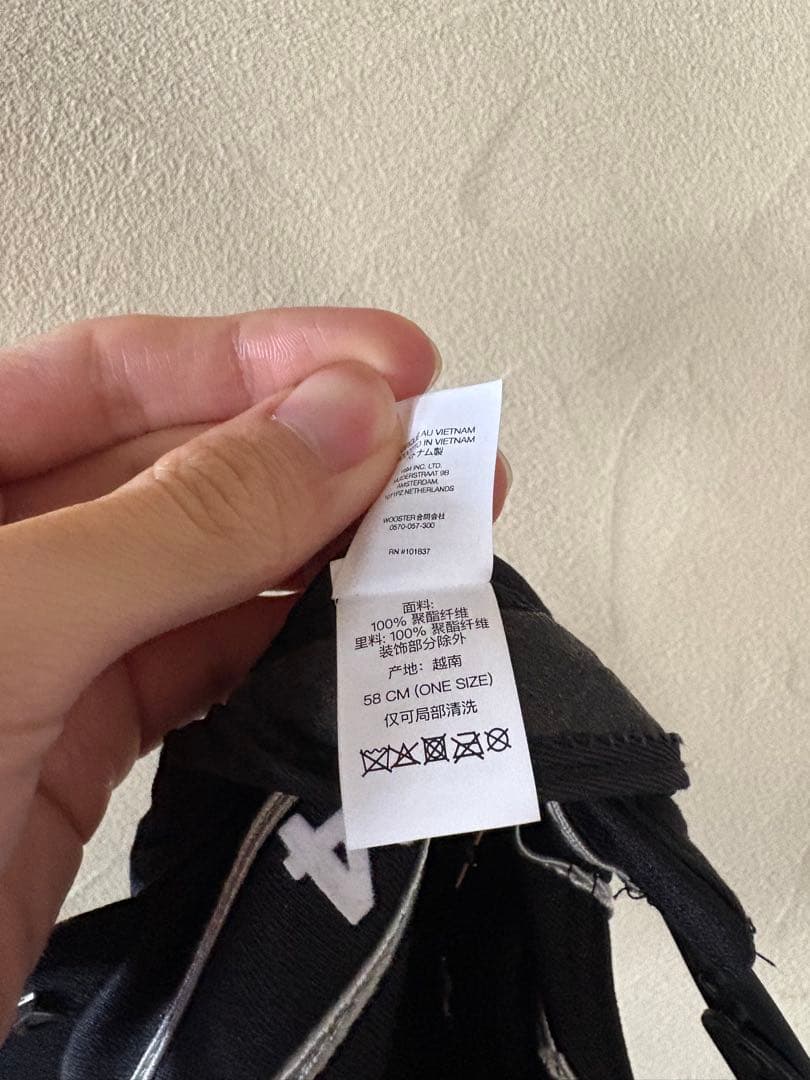 AU VIETNAM
IN VIETNAM
ナム製
INC. LTD.
9B
AMSTERDAM,
NETHERLANDS
WOOSTER合同会社
0570-057-300
RN #101837
面料:
100% 聚酯纤维
里料: 100% 聚酯纤维
装饰部分除外
产地: 越南
58 CM (ONE SIZE)
仅可局部清洗
4